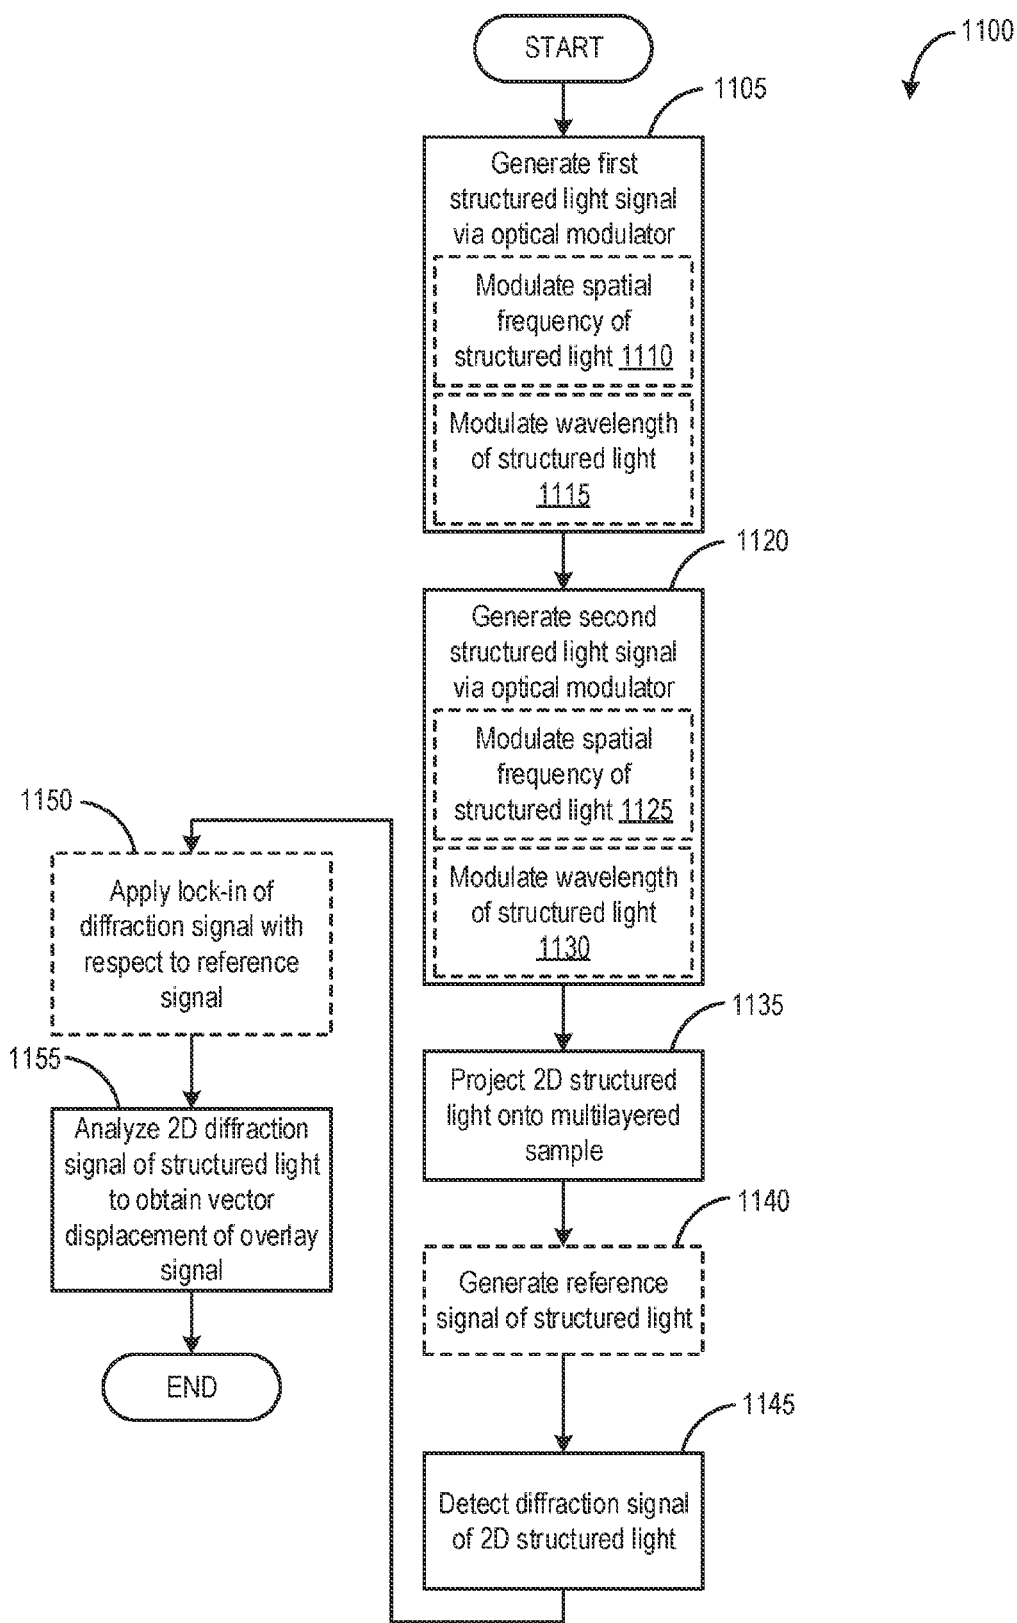 START
1100
1105
Generate first
structured light signal
via optical modulator
Modulate spatial
frequency of
structured light 1110
Modulate wavelength
of structured light
1115
1120
Generate second
structured light signal
via optical modulator
Modulate spatial
frequency of
structured light 1125
Modulate wavelength
of structured light
1130
1135
Project 2D structured
light onto multilayered
sample
1140
Generate reference
signal of structured light
1145
Detect diffraction signal
of 2D structured light
1150
Apply lock-in of
diffraction signal with
respect to reference
signal
1155
Analyze 2D diffraction
signal of structured light
to obtain vector
displacement of overlay
signal
END